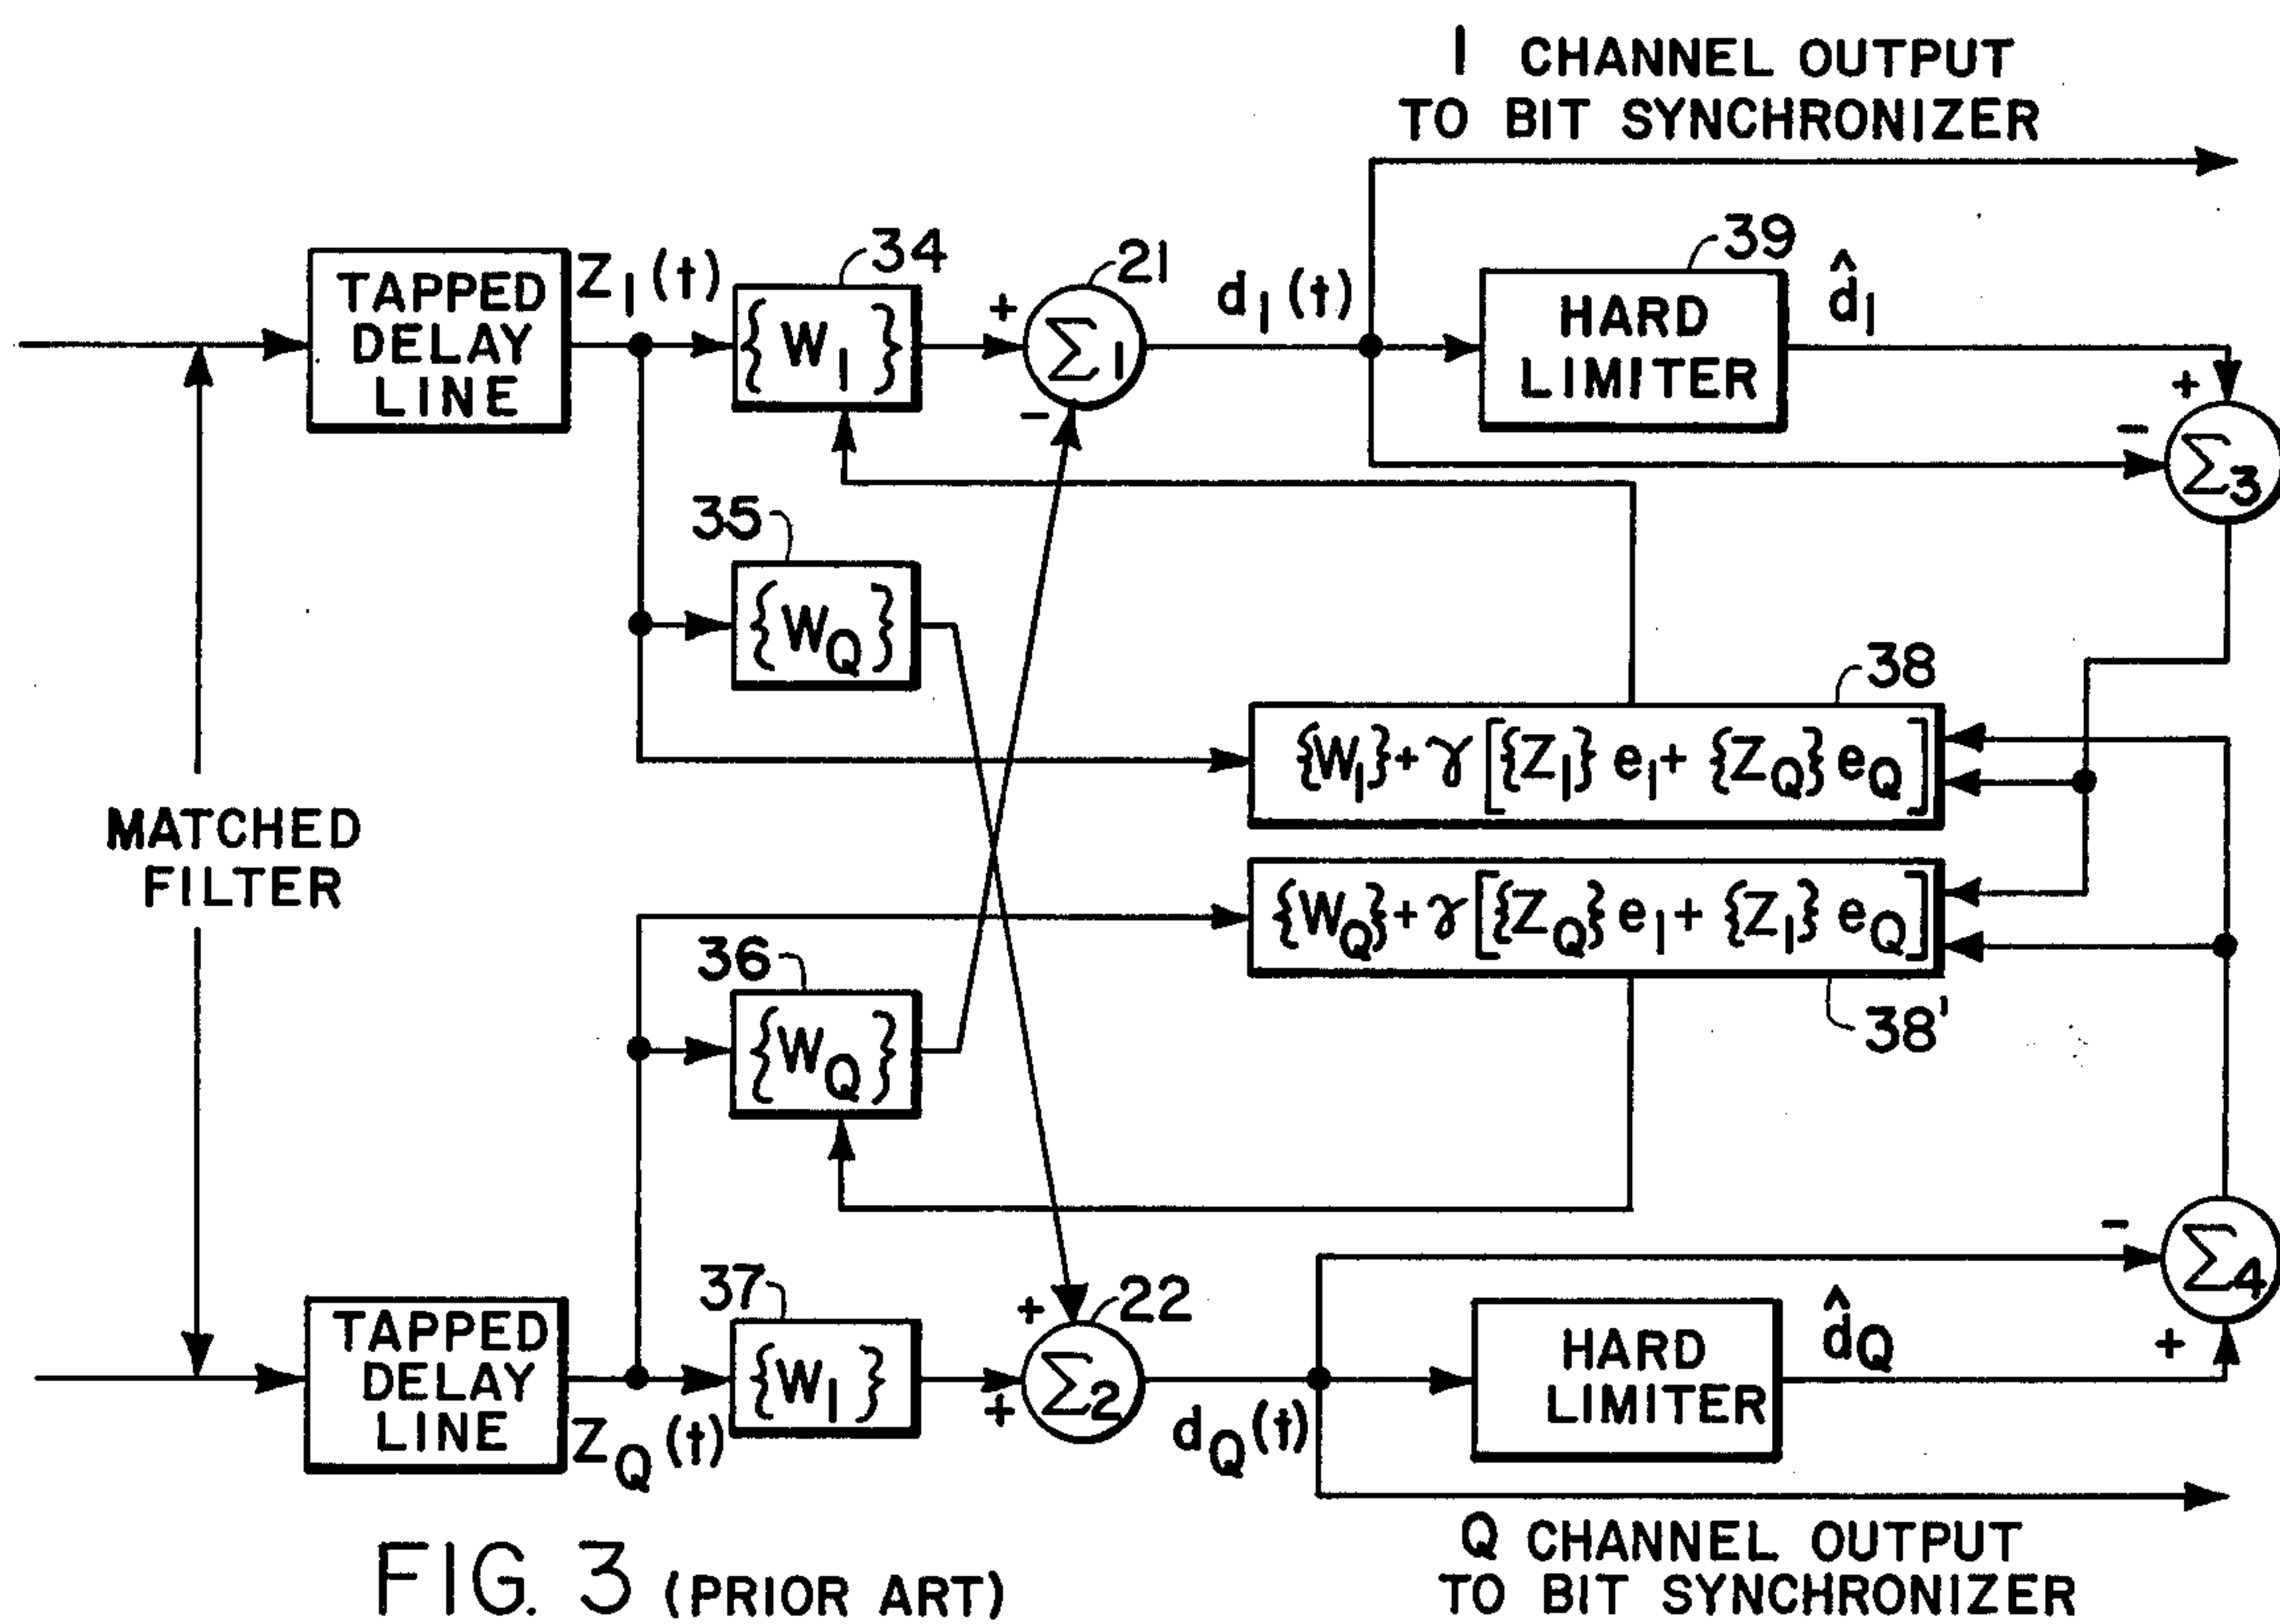 I CHANNEL OUTPUT
TO BIT SYNCHRONIZER
TAPPED
DELAY
LINE
Z_I(t)
34
{W_I}
+
-
21
Σ1
d_I(t)
39
HARD
LIMITER
d̂_I
+
-
Σ3
35
{W_Q}
38
{W_I}+γ[{Z_I}e_I+{Z_Q}e_Q]
MATCHED
FILTER
{W_Q}+γ[{Z_Q}e_I+{Z_I}e_Q]
38'
36
{W_Q}
TAPPED
DELAY
LINE
Z_Q(t)
37
{W_I}
+
+
22
Σ2
d_Q(t)
HARD
LIMITER
d̂_Q
-
+
Σ4
Q CHANNEL OUTPUT
TO BIT SYNCHRONIZER
FIG. 3 (PRIOR ART)